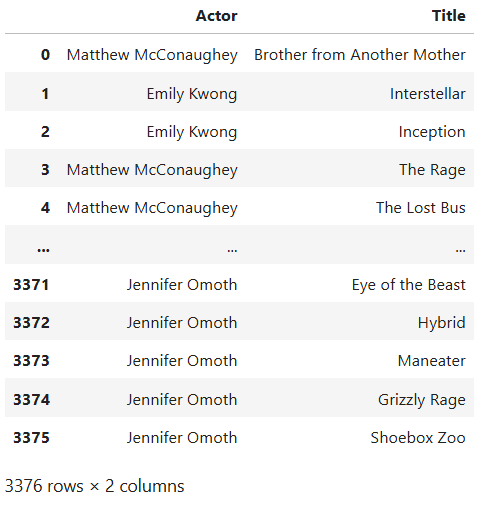 Actor Title
0 Matthew McConaughey Brother from Another Mother
1 Emily Kwong Interstellar
2 Emily Kwong Inception
3 Matthew McConaughey The Rage
4 Matthew McConaughey The Lost Bus
... ... ...
3371 Jennifer Omoth Eye of the Beast
3372 Jennifer Omoth Hybrid
3373 Jennifer Omoth Maneater
3374 Jennifer Omoth Grizzly Rage
3375 Jennifer Omoth Shoebox Zoo
3376 rows × 2 columns